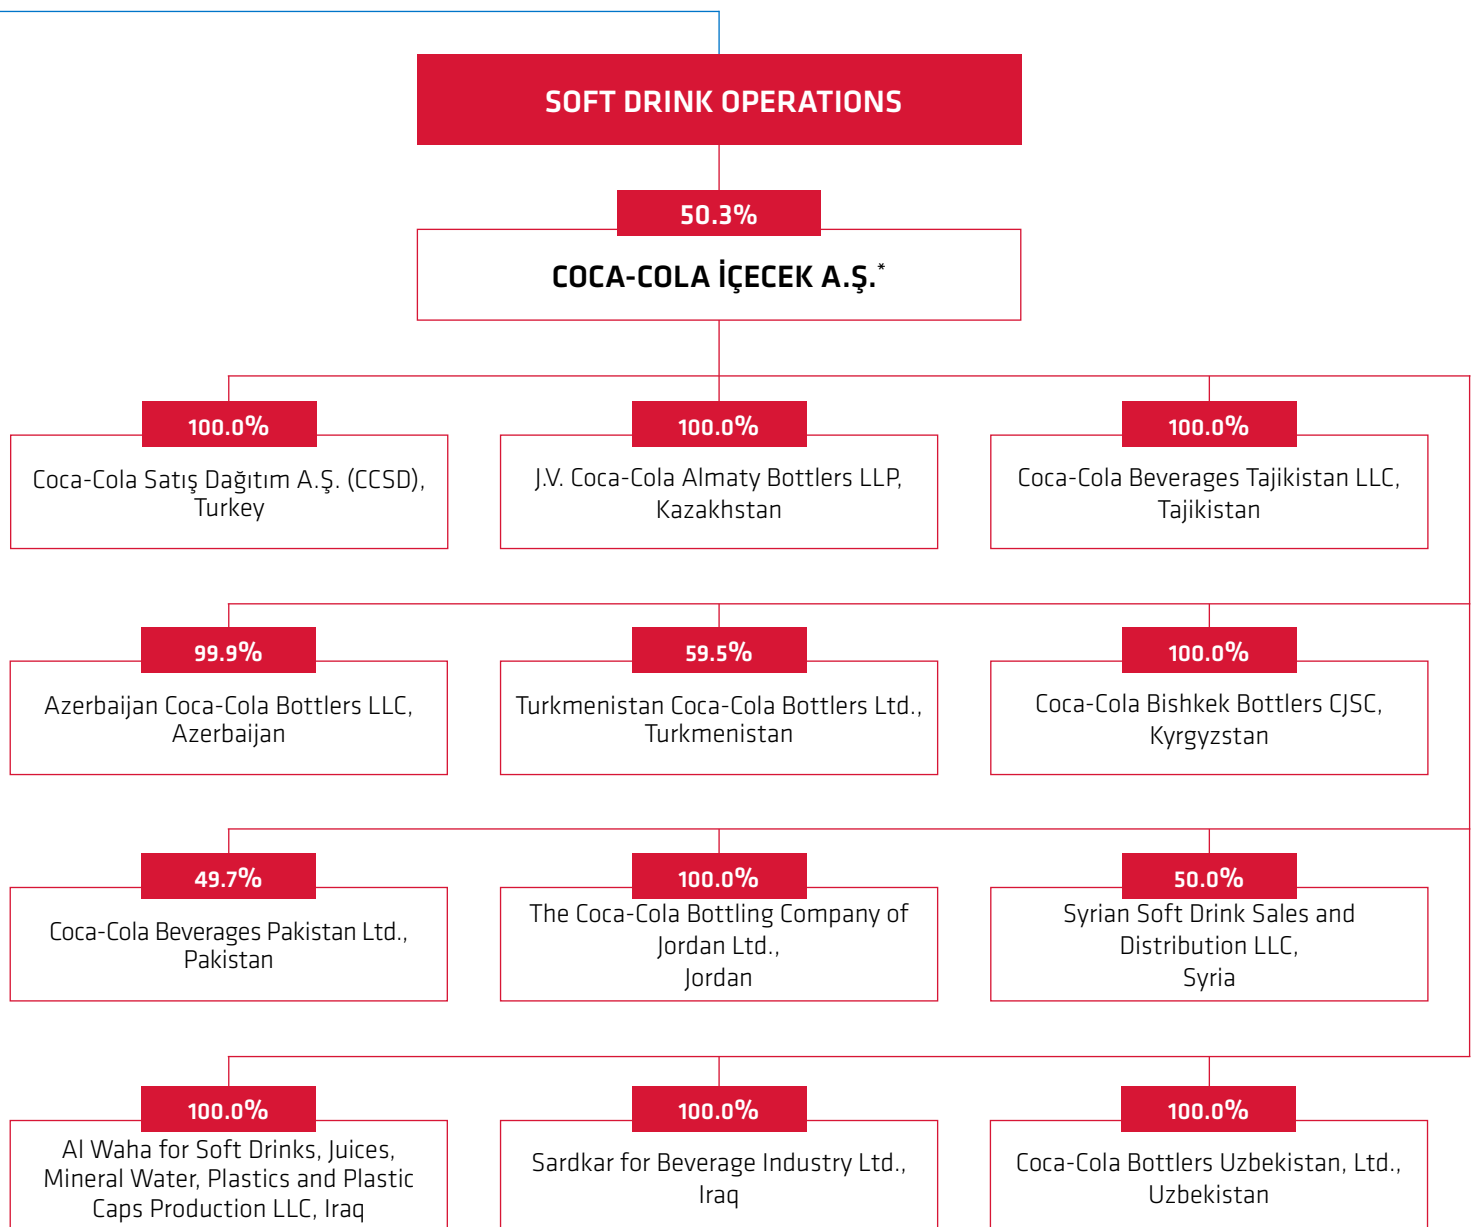 SOFT DRINK OPERATIONS
50.3%
COCA-COLA İÇECEK A.Ş.*
100.0%
Coca-Cola Satış Dağıtım A.Ş. (CCSD),
Turkey
100.0%
J.V. Coca-Cola Almaty Bottlers LLP,
Kazakhstan
100.0%
Coca-Cola Beverages Tajikistan LLC,
Tajikistan
99.9%
Azerbaijan Coca-Cola Bottlers LLC,
Azerbaijan
59.5%
Turkmenistan Coca-Cola Bottlers Ltd.,
Turkmenistan
100.0%
Coca-Cola Bishkek Bottlers CJSC,
Kyrgyzstan
49.7%
Coca-Cola Beverages Pakistan Ltd.,
Pakistan
100.0%
The Coca-Cola Bottling Company of
Jordan Ltd.,
Jordan
50.0%
Syrian Soft Drink Sales and
Distribution LLC,
Syria
100.0%
Al Waha for Soft Drinks, Juices,
Mineral Water, Plastics and Plastic
Caps Production LLC, Iraq
100.0%
Sardkar for Beverage Industry Ltd.,
Iraq
100.0%
Coca-Cola Bottlers Uzbekistan, Ltd.,
Uzbekistan